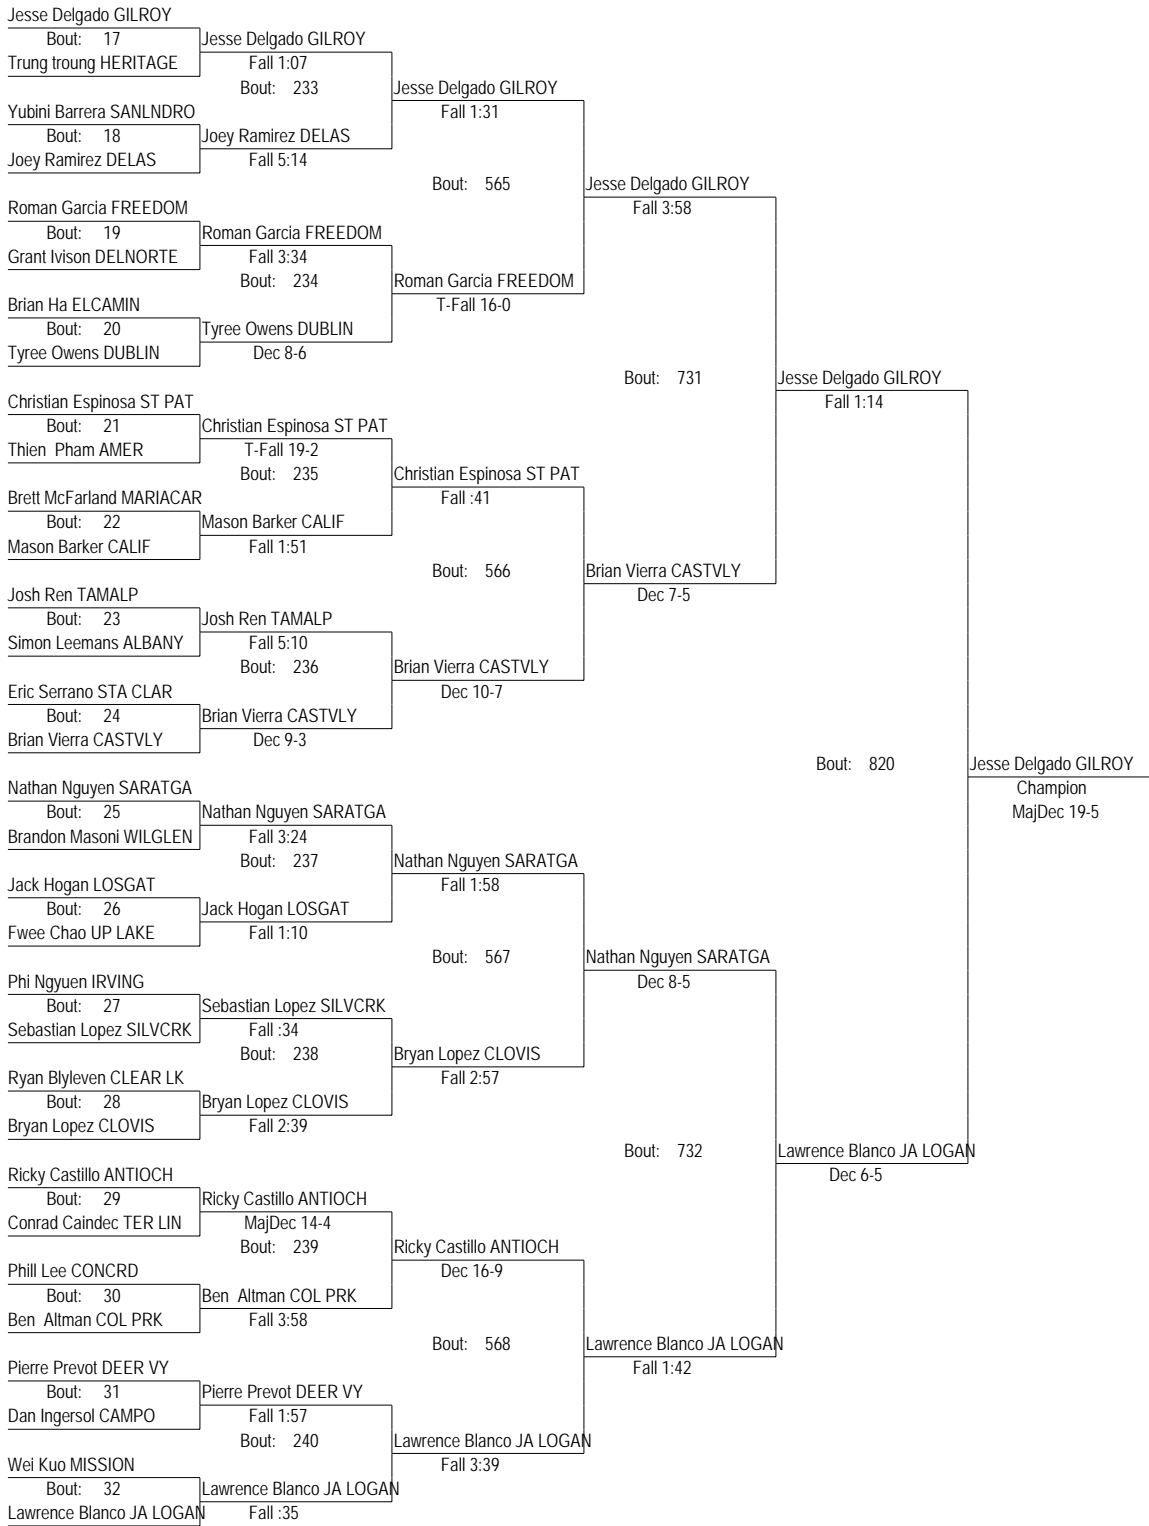 Jesse Delgado GILROY
Bout: 17
Jesse Delgado GILROY
Trung troung HERITAGE
Fall 1:07
Bout: 233
Jesse Delgado GILROY
Yubini Barrera SANLNDRO
Fall 1:31
Bout: 18
Joey Ramirez DELAS
Joey Ramirez DELAS
Fall 5:14
Bout: 565
Jesse Delgado GILROY
Roman Garcia FREEDOM
Fall 3:58
Bout: 19
Roman Garcia FREEDOM
Grant Ivison DELNORTE
Fall 3:34
Bout: 234
Roman Garcia FREEDOM
Brian Ha ELCAMIN
T-Fall 16-0
Bout: 20
Tyree Owens DUBLIN
Tyree Owens DUBLIN
Dec 8-6
Bout: 731
Jesse Delgado GILROY
Christian Espinosa ST PAT
Fall 1:14
Bout: 21
Christian Espinosa ST PAT
Thien Pham AMER
T-Fall 19-2
Bout: 235
Christian Espinosa ST PAT
Brett McFarland MARIACAR
Fall :41
Bout: 22
Mason Barker CALIF
Mason Barker CALIF
Fall 1:51
Bout: 566
Brian Vierra CASTVLY
Josh Ren TAMALP
Dec 7-5
Bout: 23
Josh Ren TAMALP
Simon Leemans ALBANY
Fall 5:10
Bout: 236
Brian Vierra CASTVLY
Eric Serrano STA CLAR
Dec 10-7
Bout: 24
Brian Vierra CASTVLY
Brian Vierra CASTVLY
Dec 9-3
Bout: 820
Jesse Delgado GILROY
Nathan Nguyen SARATGA
Champion
Bout: 25
Nathan Nguyen SARATGA
MajDec 19-5
Brandon Masoni WILGLEN
Fall 3:24
Bout: 237
Nathan Nguyen SARATGA
Jack Hogan LOSGAT
Fall 1:58
Bout: 26
Jack Hogan LOSGAT
Fwee Chao UP LAKE
Fall 1:10
Bout: 567
Nathan Nguyen SARATGA
Phi Ngyuen IRVING
Dec 8-5
Bout: 27
Sebastian Lopez SILVCRK
Sebastian Lopez SILVCRK
Fall :34
Bout: 238
Bryan Lopez CLOVIS
Ryan Blyleven CLEAR LK
Fall 2:57
Bout: 28
Bryan Lopez CLOVIS
Bryan Lopez CLOVIS
Fall 2:39
Bout: 732
Lawrence Blanco JA LOGAN
Ricky Castillo ANTIOCH
Dec 6-5
Bout: 29
Ricky Castillo ANTIOCH
Conrad Caindec TER LIN
MajDec 14-4
Bout: 239
Ricky Castillo ANTIOCH
Phill Lee CONCRD
Dec 16-9
Bout: 30
Ben Altman COL PRK
Ben Altman COL PRK
Fall 3:58
Bout: 568
Lawrence Blanco JA LOGAN
Pierre Prevot DEER VY
Fall 1:42
Bout: 31
Pierre Prevot DEER VY
Dan Ingersol CAMPO
Fall 1:57
Bout: 240
Lawrence Blanco JA LOGAN
Wei Kuo MISSION
Fall 3:39
Bout: 32
Lawrence Blanco JA LOGAN
Lawrence Blanco JA LOGAN
Fall :35